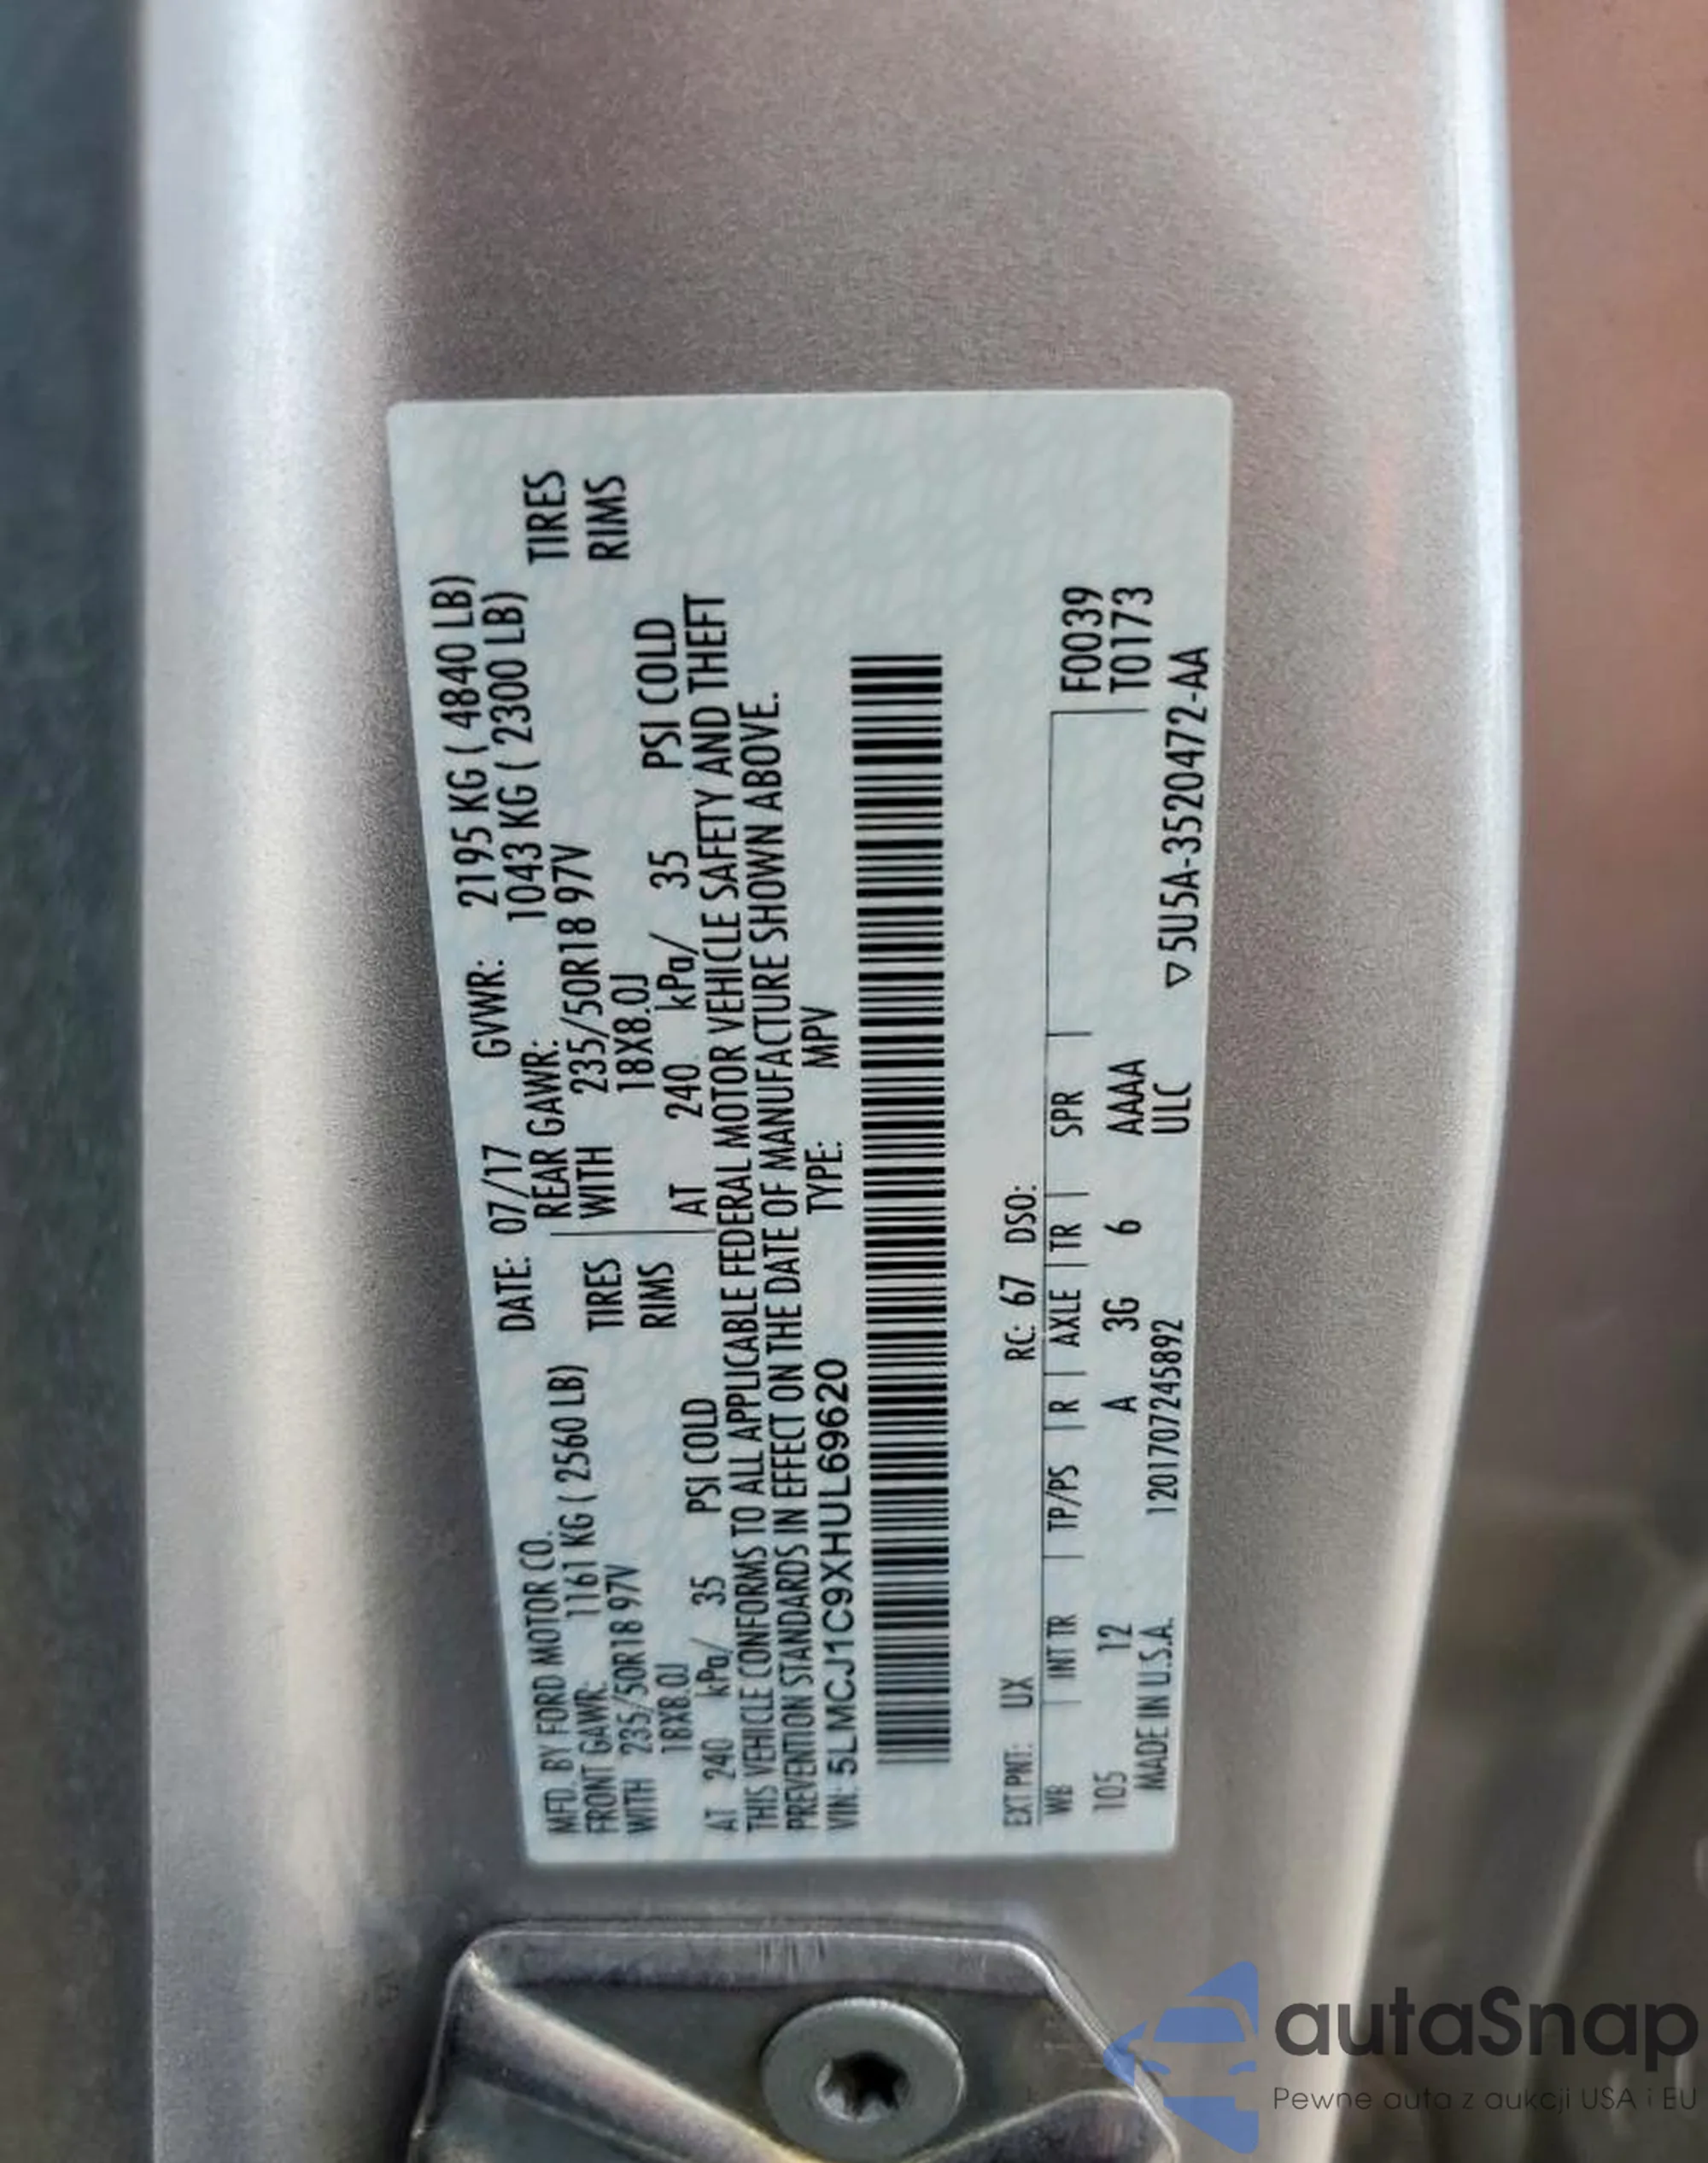 MFD. BY FORD MOTOR CO. DATE: 07/17 GVWR: 2195 KG ( 4840 LB)
FRONT GAWR: 1161 KG ( 2560 LB) REAR GAWR: 1043 KG ( 2300 LB)
WITH 235/50R18 97V TIRES WITH 235/50R18 97V TIRES
18X8.0J RIMS 18X8.0J RIMS
AT 240 kPa/ 35 PSI COLD AT 240 kPa/ 35 PSI COLD
THIS VEHICLE CONFORMS TO ALL APPLICABLE FEDERAL MOTOR VEHICLE SAFETY AND THEFT
PREVENTION STANDARDS IN EFFECT ON THE DATE OF MANUFACTURE SHOWN ABOVE.
VIN: 5LMCJ1C9XHUL69620 TYPE: MPV
EXT PNT: UX RC: 67 DSO:
WB | INT TR | TP/PS | R | AXLE | TR | SPR | F0039
105 12 A 3G 6 AAAA T0173
MADE IN U.S.A. 1201707245892 ULC ▽5U5A-3520472-AA
autaSnap
Pewne auta z aukcji USA i EU